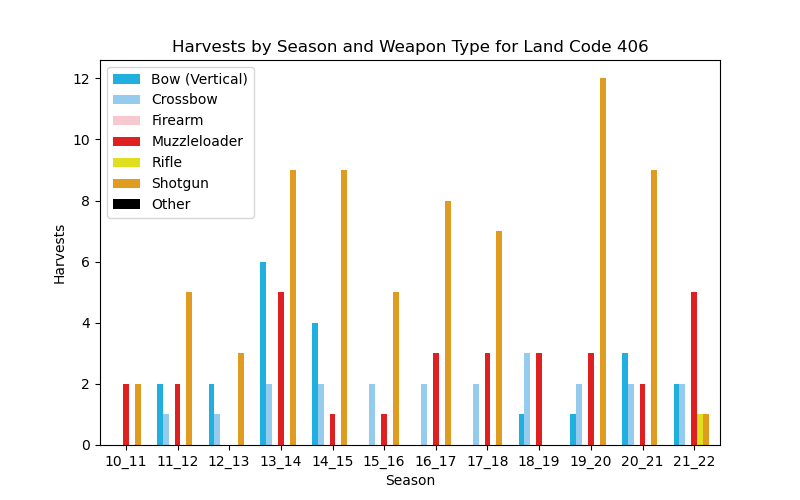 Harvests by Season and Weapon Type for Land Code 406
12
10
8
6
4
2
0
Harvests
Bow (Vertical)
Crossbow
Firearm
Muzzleloader
Rifle
Shotgun
Other
10_11 11_12 12_13 13_14 14_15 15_16 16_17 17_18 18_19 19_20 20_21 21_22
Season